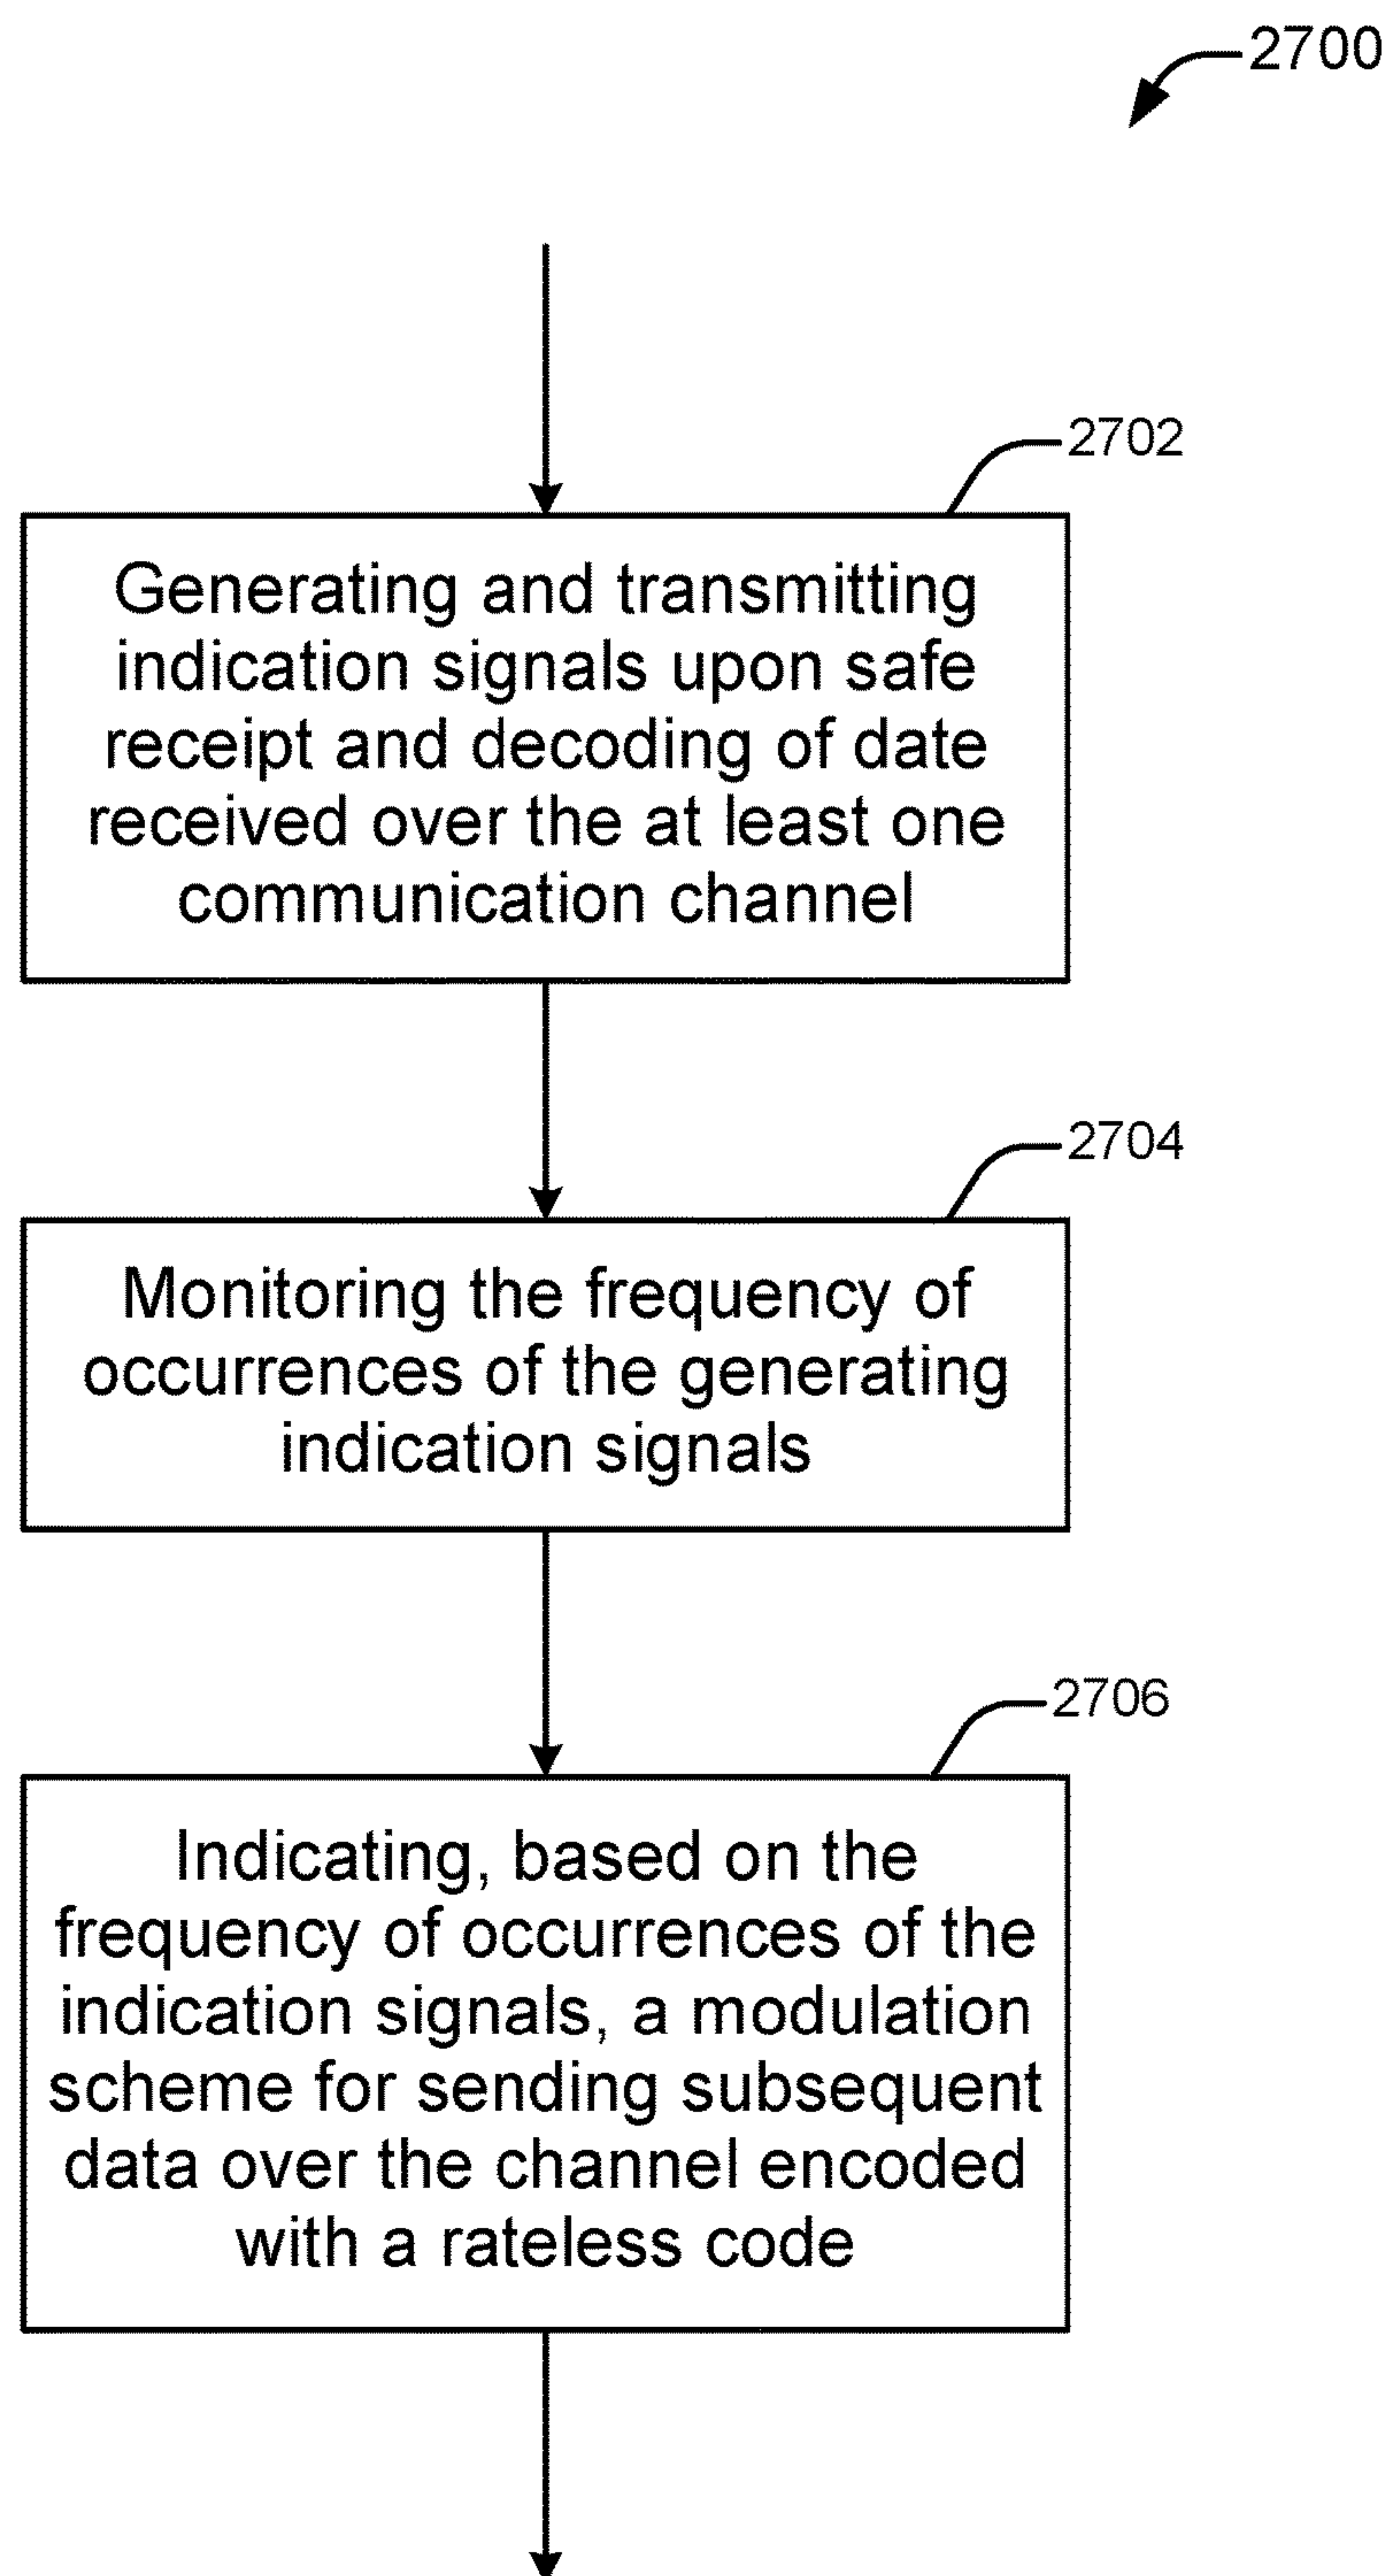 2700
2702
Generating and transmitting
indication signals upon safe
receipt and decoding of date
received over the at least one
communication channel
2704
Monitoring the frequency of
occurrences of the generating
indication signals
2706
Indicating, based on the
frequency of occurrences of the
indication signals, a modulation
scheme for sending subsequent
data over the channel encoded
with a rateless code